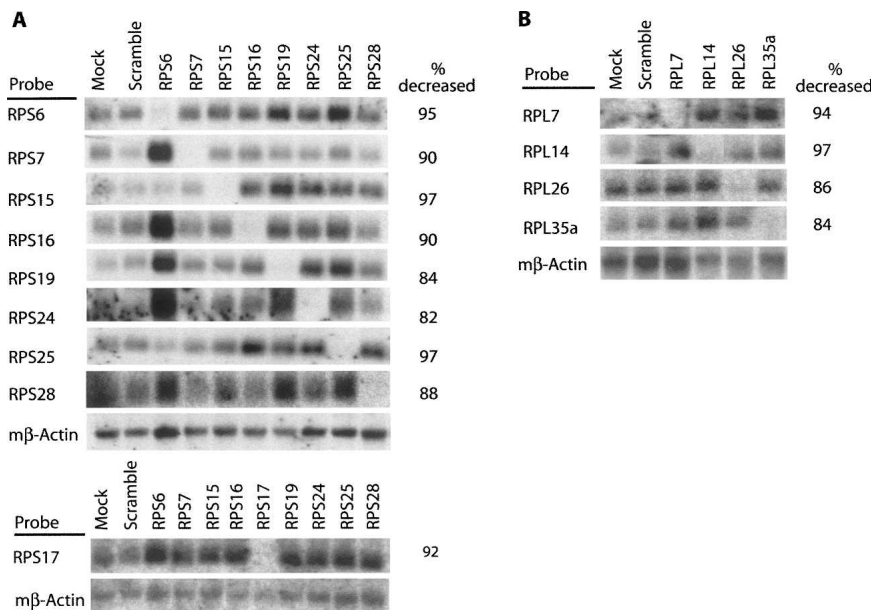 A
Probe Mock Scramble RPS6 RPS7 RPS15 RPS16 RPS19 RPS24 RPS25 RPS28 % decreased
RPS6 95
RPS7 90
RPS15 97
RPS16 90
RPS19 84
RPS24 82
RPS25 97
RPS28 88
mβ-Actin
Probe Mock Scramble RPS6 RPS7 RPS15 RPS16 RPS17 RPS19 RPS24 RPS25 RPS28
RPS17 92
mβ-Actin
B
Probe Mock Scramble RPL7 RPL14 RPL26 RPL35a % decreased
RPL7 94
RPL14 97
RPL26 86
RPL35a 84
mβ-Actin